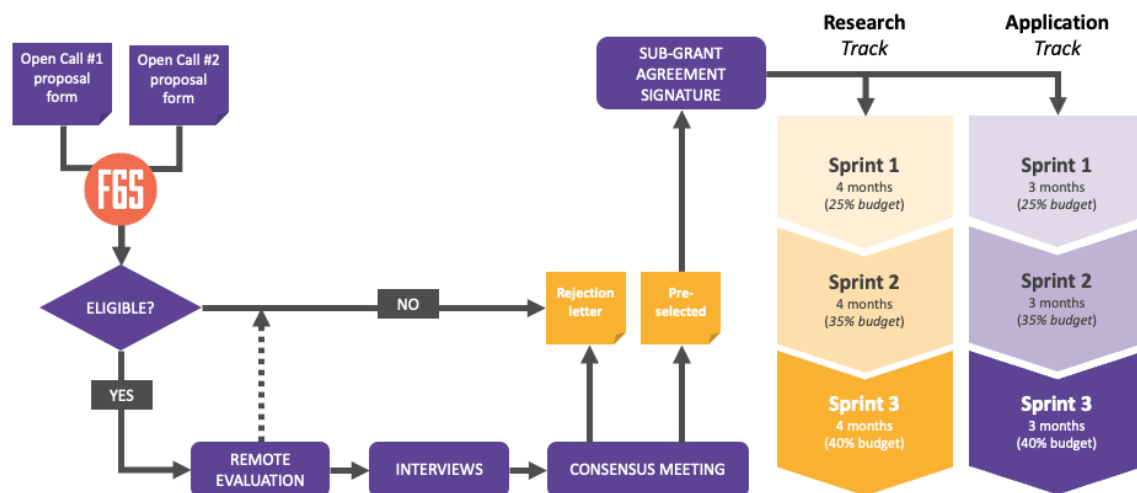 Open Call #1
proposal
form
Open Call #2
proposal
form
F6S
ELIGIBLE?
NO
YES
REMOTE
EVALUATION
INTERVIEWS
CONSENSUS MEETING
Rejection
letter
Pre-
selected
SUB-GRANT
AGREEMENT
SIGNATURE
Research
Track
Sprint 1
4 months
(25% budget)
Sprint 2
4 months
(35% budget)
Sprint 3
4 months
(40% budget)
Application
Track
Sprint 1
3 months
(25% budget)
Sprint 2
3 months
(35% budget)
Sprint 3
3 months
(40% budget)